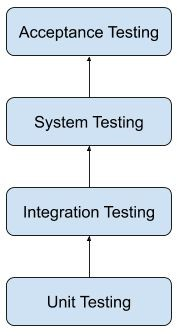 Acceptance Testing
System Testing
Integration Testing
Unit Testing